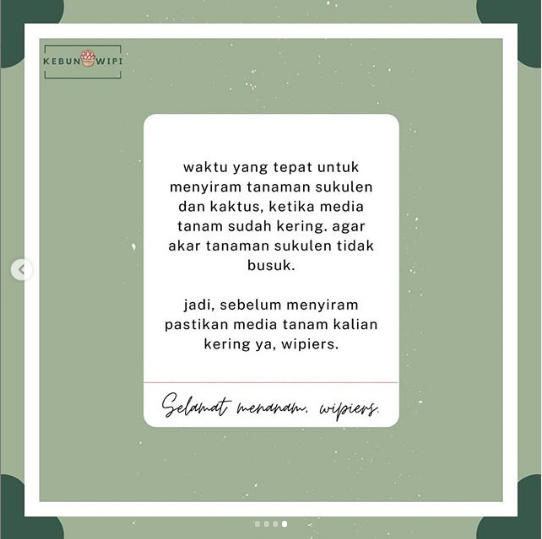 KEBUN WIPI
waktu yang tepat untuk
menyiram tanaman sukulen
dan kaktus, ketika media
tanam sudah kering. agar
akar tanaman sukulen tidak
busuk.
jadi, sebelum menyiram
pastikan media tanam kalian
kering ya, wipiers.
Selamat menanam, wipiers.